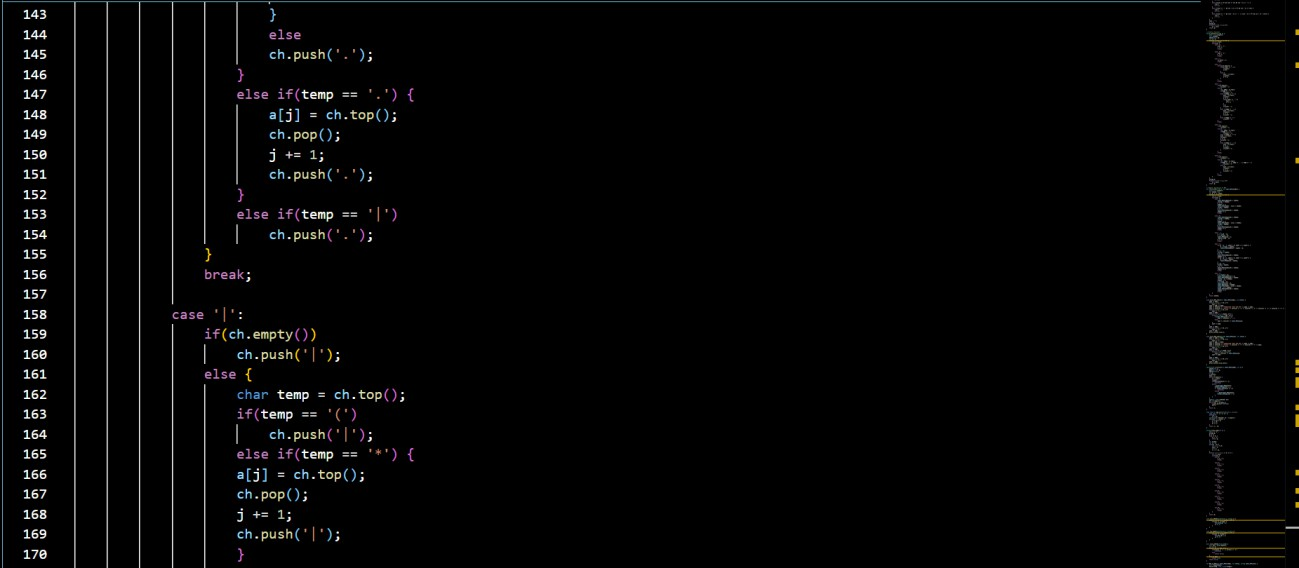 143 }
144 else
145 ch.push('.');
146 }
147 else if(temp == '.') {
148 a[j] = ch.top();
149 ch.pop();
150 j += 1;
151 ch.push('.');
152 }
153 else if(temp == '|')
154 ch.push('.');
155 }
156 break;
157
158 case '|':
159 if(ch.empty())
160 ch.push('|');
161 else {
162 char temp = ch.top();
163 if(temp == '(')
164 ch.push('|');
165 else if(temp == '*') {
166 a[j] = ch.top();
167 ch.pop();
168 j += 1;
169 ch.push('|');
170 }